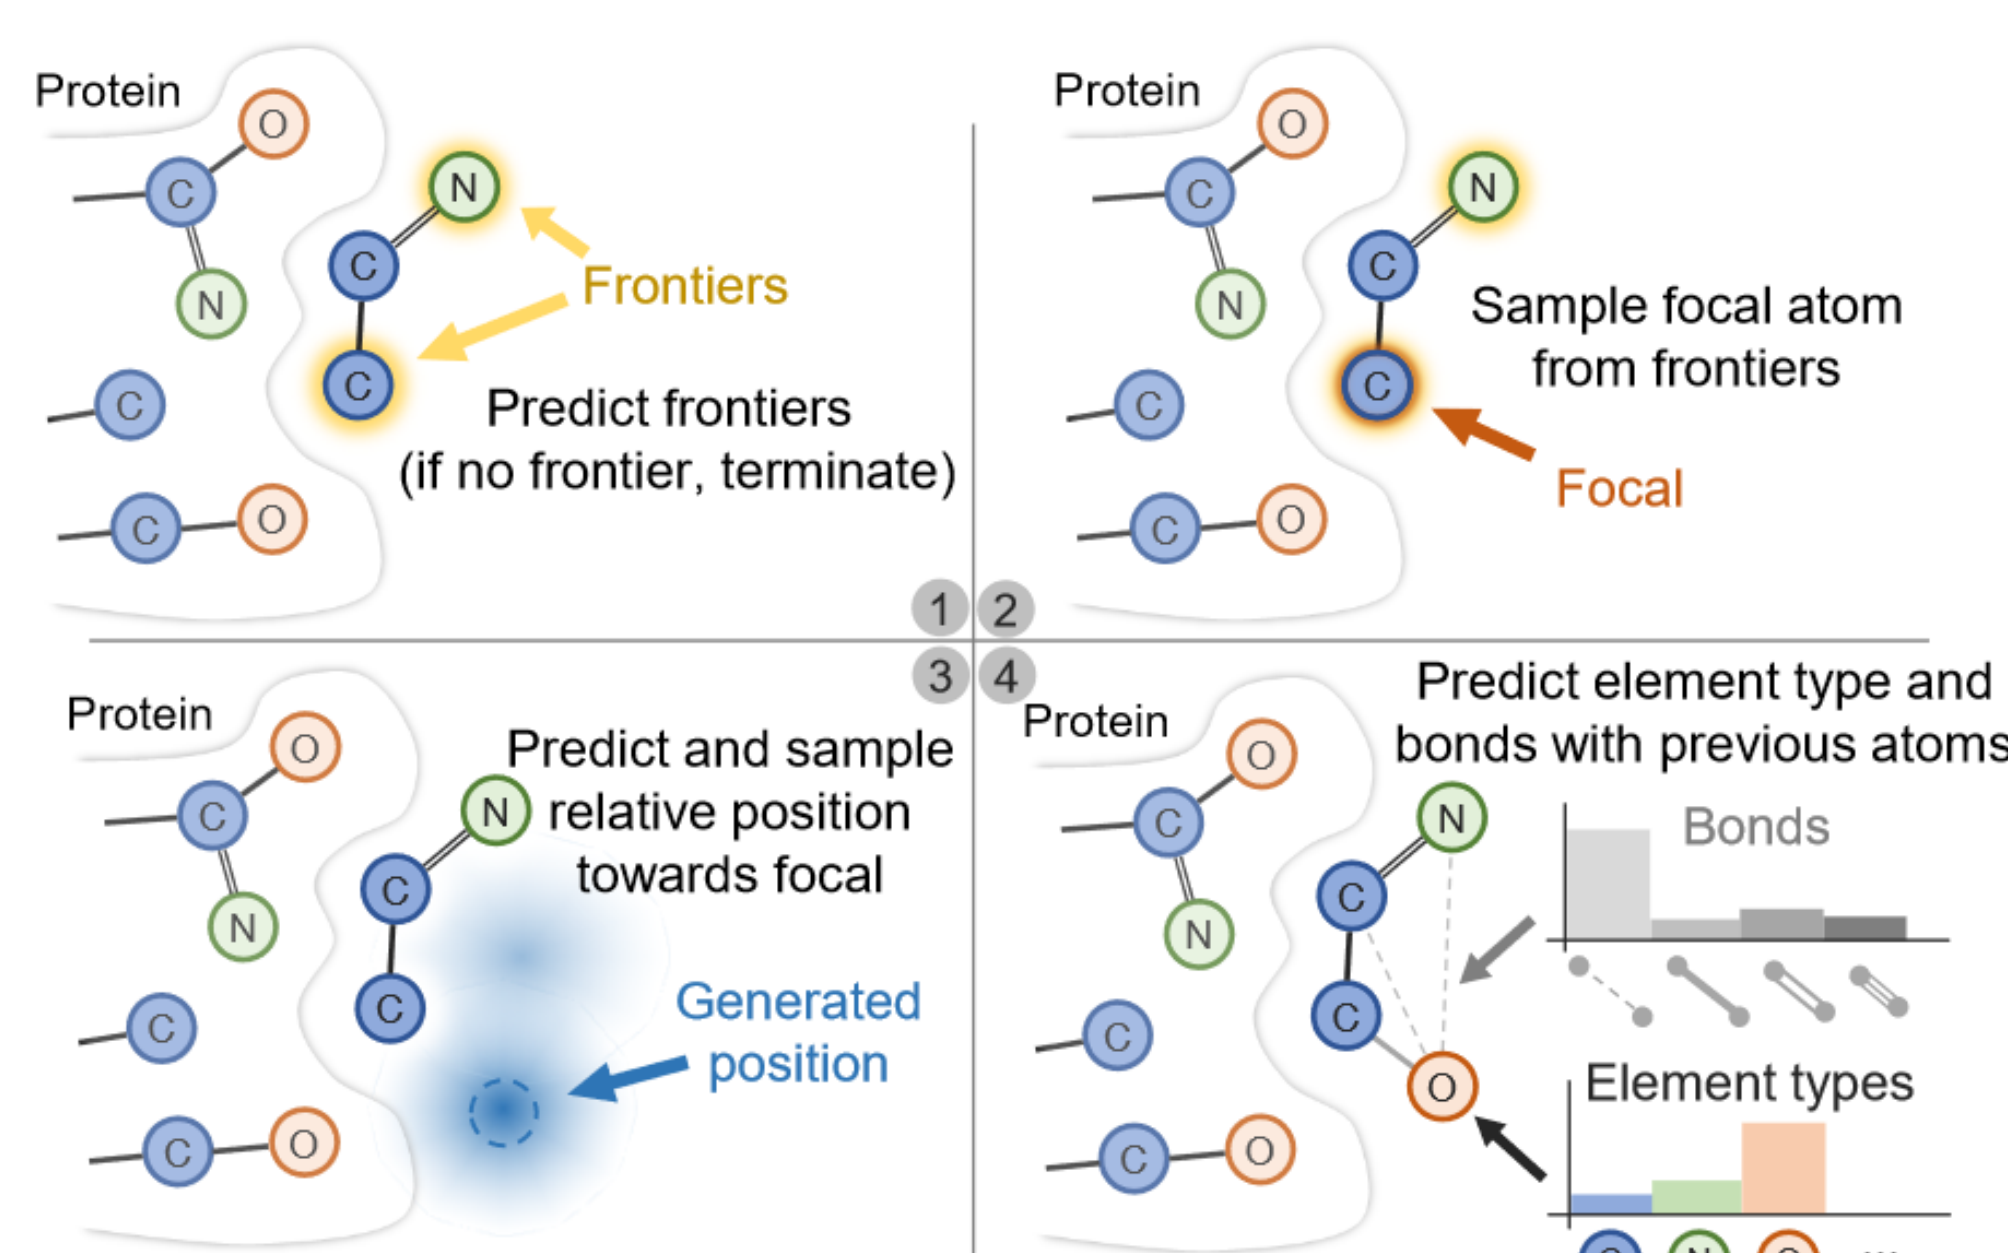 Protein
O
C
N
N
C
C
C
C
O
Frontiers
Predict frontiers
(if no frontier, terminate)
1
Protein
O
C
N
N
C
C
C
C
O
Sample focal atom
from frontiers
Focal
2
3
Protein
O
C
N
N
C
C
C
C
O
Predict and sample
relative position
towards focal
Generated
position
4
Predict element type and
bonds with previous atoms
Protein
O
C
N
N
C
C
C
C
O
O
Bonds
Element types
C
N
O
...